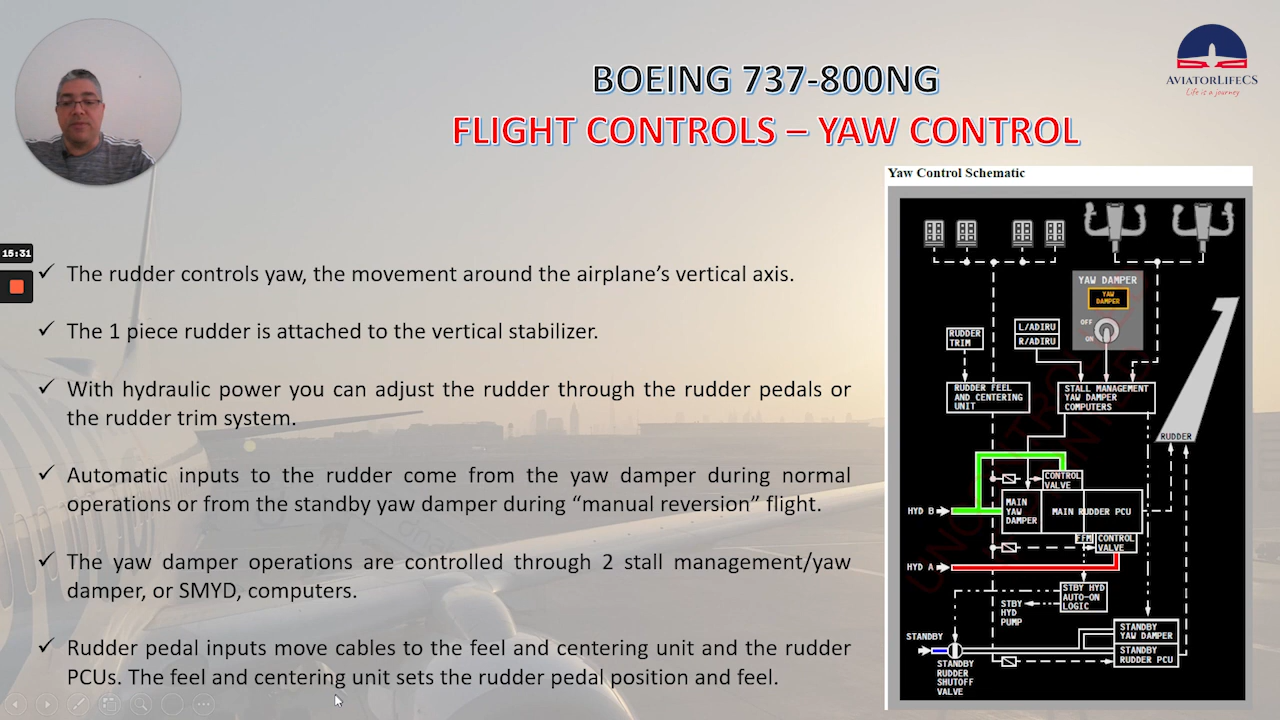 BOEING 737-800NG
FLIGHT CONTROLS – YAW CONTROL
AVIATORLIFECS
Life is a journey
15:31
✓ The rudder controls yaw, the movement around the airplane's vertical axis.
✓ The 1 piece rudder is attached to the vertical stabilizer.
✓ With hydraulic power you can adjust the rudder through the rudder pedals or
the rudder trim system.
✓ Automatic inputs to the rudder come from the yaw damper during normal
operations or from the standby yaw damper during “manual reversion” flight.
✓ The yaw damper operations are controlled through 2 stall management/yaw
damper, or SMYD, computers.
✓ Rudder pedal inputs move cables to the feel and centering unit and the rudder
PCUs. The feel and centering unit sets the rudder pedal position and feel.
Yaw Control Schematic
YAW DAMPER
YAW
DAMPER
OFF
ON
RUDDER
TRIM
L/ADIRU
R/ADIRU
RUDDER FEEL
AND CENTERING
UNIT
STALL MANAGEMENT
YAW DAMPER
COMPUTERS
RUDDER
CONTROL
VALVE
HYD B
MAIN
YAW
DAMPER
MAIN RUDDER PCU
FFM
CONTROL
VALVE
HYD A
STBY HYD
AUTO-ON
LOGIC
STBY
HYD
PUMP
STANDBY
STANDBY
YAW DAMPER
STANDBY
RUDDER PCU
STANDBY
RUDDER
SHUTOFF
VALVE